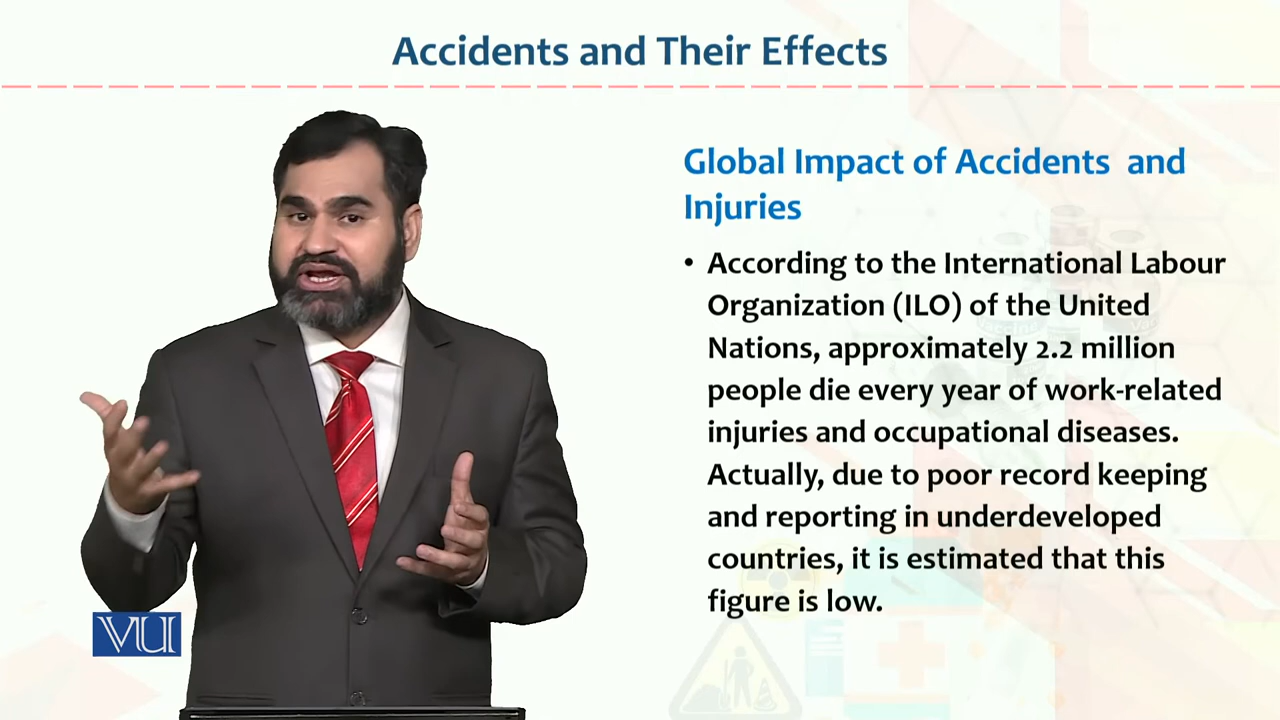 Accidents and Their Effects
Global Impact of Accidents and
Injuries
• According to the International Labour
Organization (ILO) of the United
Nations, approximately 2.2 million
people die every year of work-related
injuries and occupational diseases.
Actually, due to poor record keeping
and reporting in underdeveloped
countries, it is estimated that this
figure is low.
VU